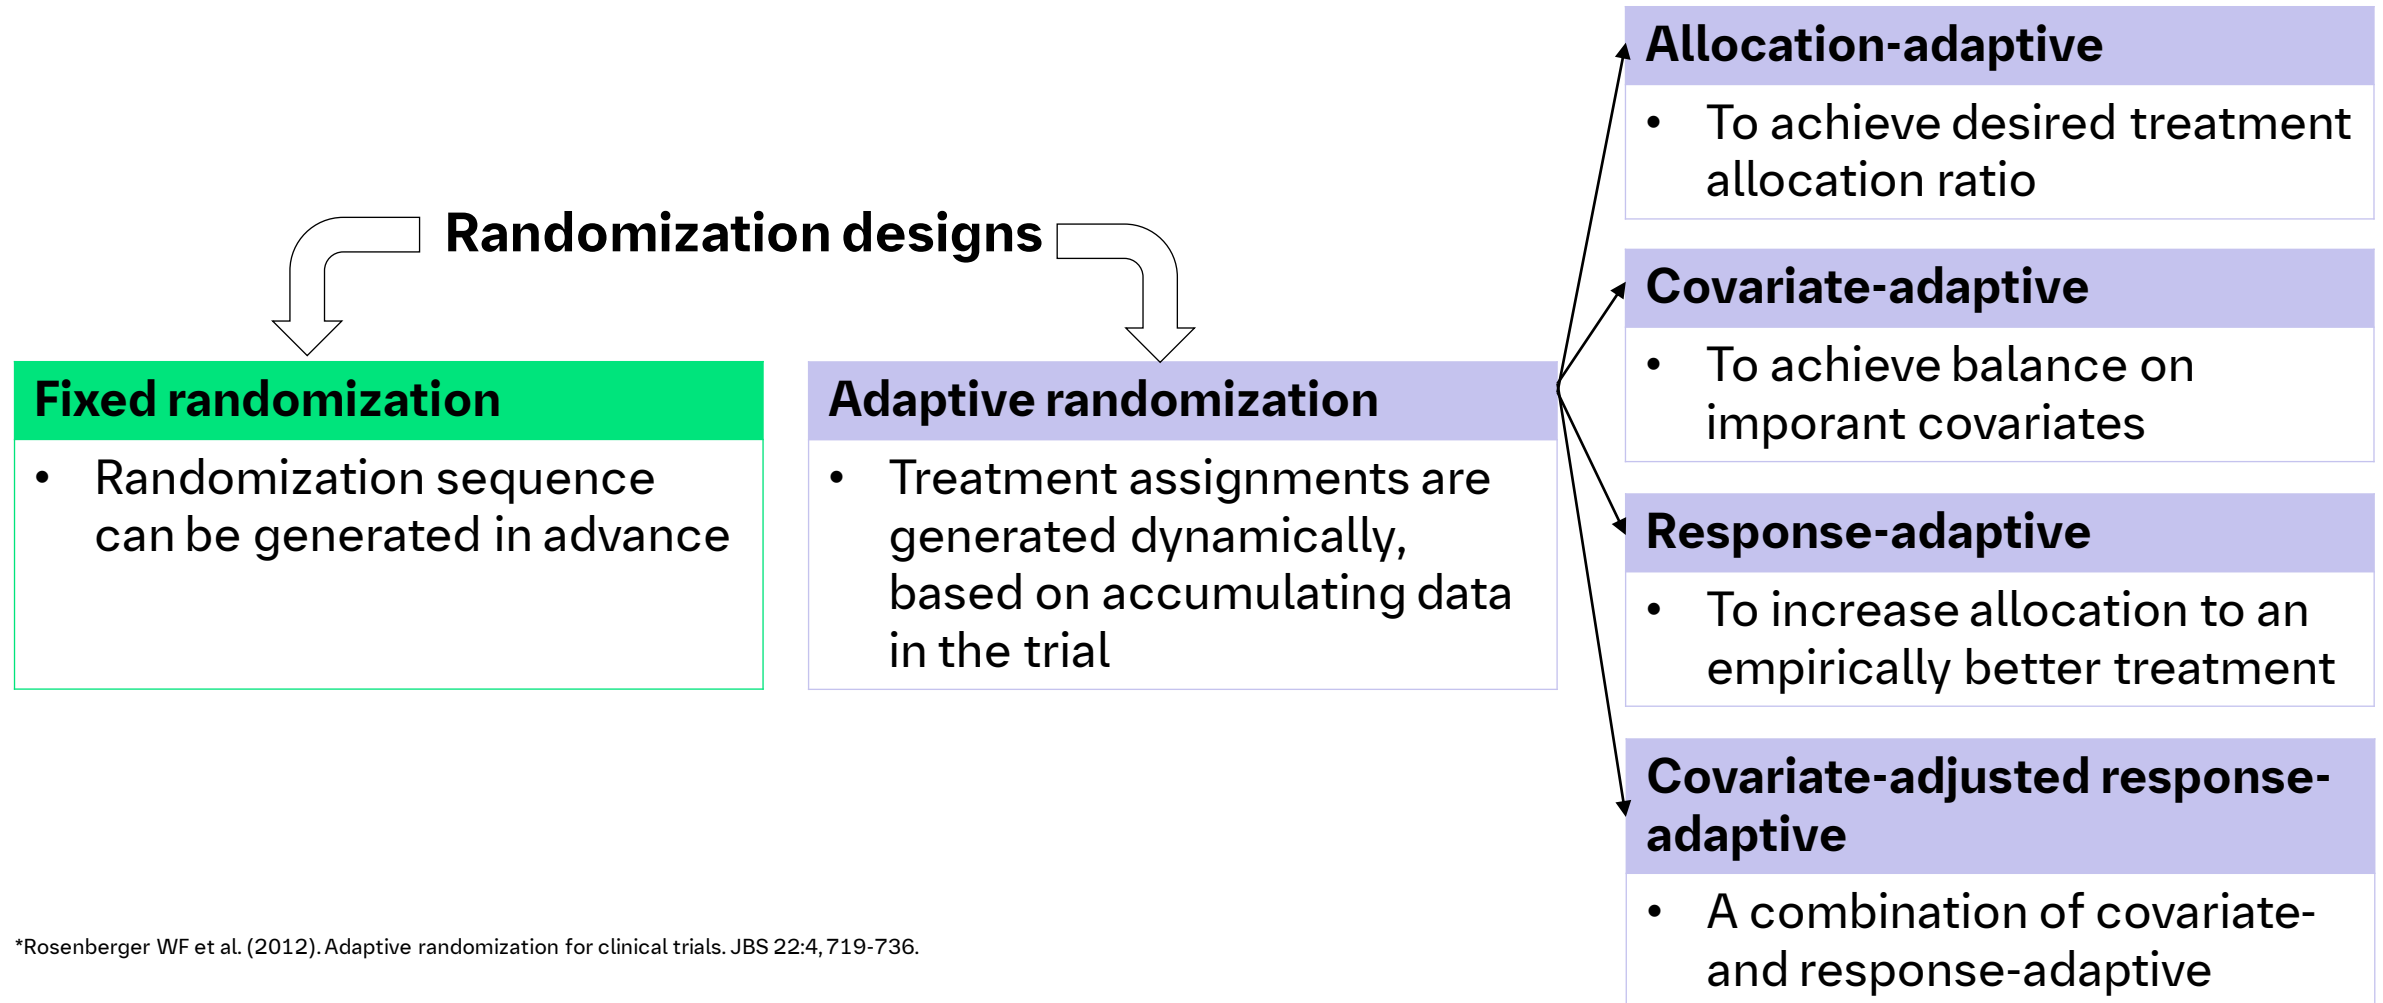 Randomization designs
Fixed randomization
• Randomization sequence
can be generated in advance
Adaptive randomization
• Treatment assignments are
generated dynamically,
based on accumulating data
in the trial
Allocation-adaptive
• To achieve desired treatment
allocation ratio
Covariate-adaptive
• To achieve balance on
imporant covariates
Response-adaptive
• To increase allocation to an
empirically better treatment
Covariate-adjusted response-
adaptive
• A combination of covariate-
and response-adaptive
*Rosenberger WF et al. (2012). Adaptive randomization for clinical trials. JBS 22:4, 719-736.